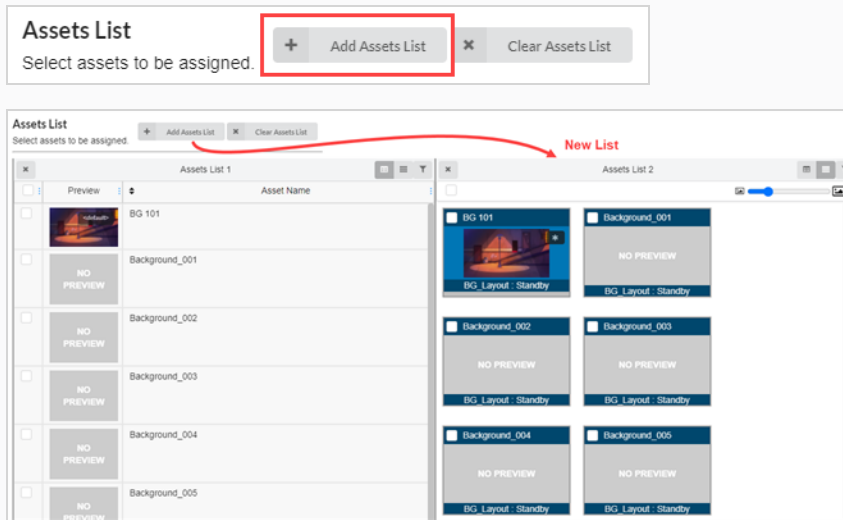 Assets List
Select assets to be assigned.
Add Assets List
Clear Assets List
Assets List
Select assets to be assigned.
Add Assets List
Clear Assets List
New List
Assets List 1
Preview
Asset Name
<default>
BG 101
NO
PREVIEW
Background_001
NO
PREVIEW
Background_002
NO
PREVIEW
Background_003
NO
PREVIEW
Background_004
NO
PREVIEW
Background_005
Assets List 2
BG 101
BG_Layout : Standby
Background_001
NO PREVIEW
BG_Layout : Standby
Background_002
NO PREVIEW
BG_Layout : Standby
Background_003
NO PREVIEW
BG_Layout : Standby
Background_004
NO PREVIEW
BG_Layout : Standby
Background_005
NO PREVIEW
BG_Layout : Standby